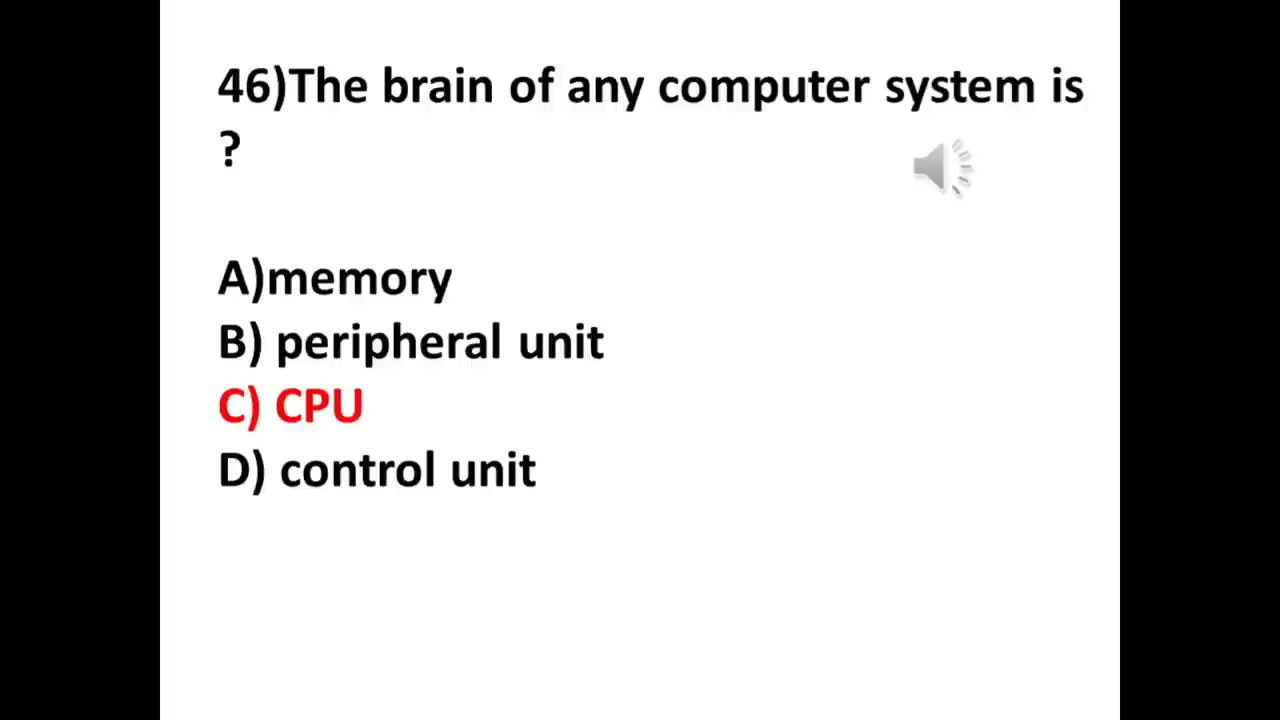 46)The brain of any computer system is
?
A)memory
B) peripheral unit
C) CPU
D) control unit